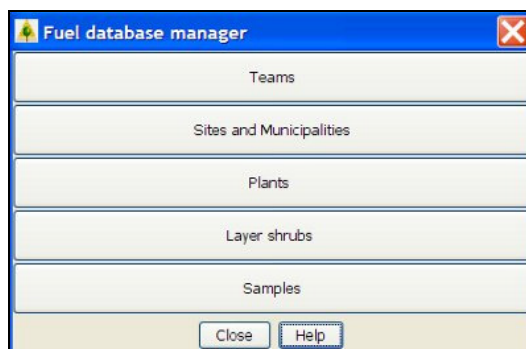 Fuel database manager
Teams
Sites and Municipalities
Plants
Layer shrubs
Samples
Close Help